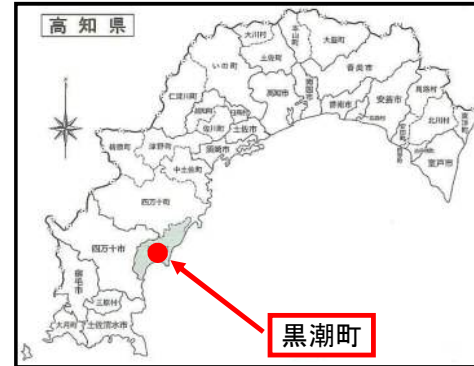 高知県
大川村
本山町
大豊町
いの町
土佐町
香美市
仁淀川町
高知市
南国市
安芸市
馬路村
越知町
日高村
香南市
北川村
佐川町
土佐市
檮原町
津野町
須崎市
室戸市
中土佐町
四万十町
四万十市
宿毛市
三原村
黒潮町
大月町
土佐清水市